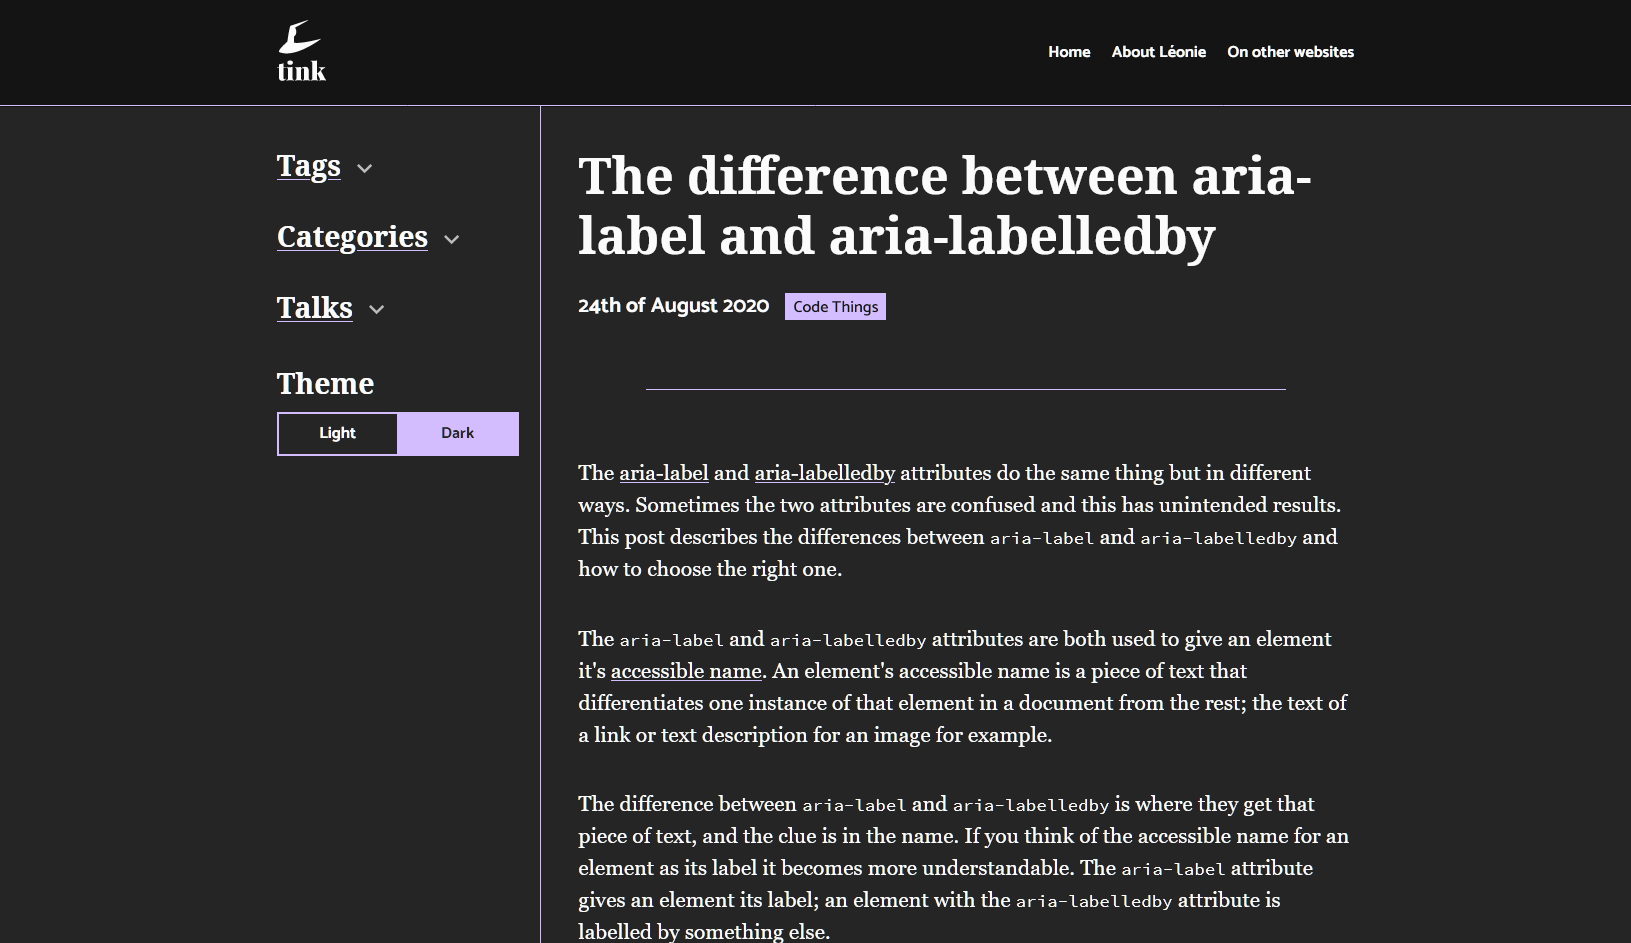 tink
Home About Léonie On other websites
Tags
Categories
Talks
Theme
Light Dark
The difference between aria-
label and aria-labelledby
24th of August 2020 Code Things
The aria-label and aria-labelledby attributes do the same thing but in different
ways. Sometimes the two attributes are confused and this has unintended results.
This post describes the differences between aria-label and aria-labelledby and
how to choose the right one.
The aria-label and aria-labelledby attributes are both used to give an element
it's accessible name. An element's accessible name is a piece of text that
differentiates one instance of that element in a document from the rest; the text of
a link or text description for an image for example.
The difference between aria-label and aria-labelledby is where they get that
piece of text, and the clue is in the name. If you think of the accessible name for an
element as its label it becomes more understandable. The aria-label attribute
gives an element its label; an element with the aria-labelledby attribute is
labelled by something else.